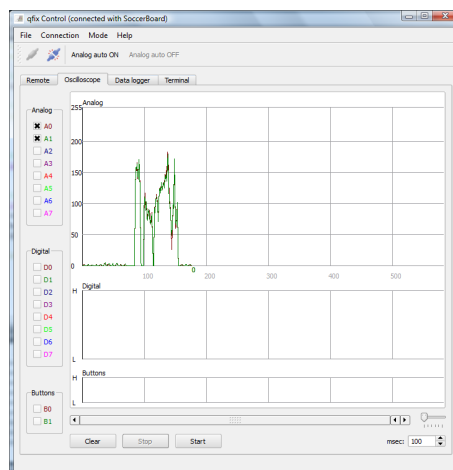 qfix Control (connected with SoccerBoard)
File Connection Mode Help
Analog auto ON Analog auto OFF
Remote Oscilloscope Data logger Terminal
Analog
A0
A1
A2
A3
A4
A5
A6
A7
Digital
D0
D1
D2
D3
D4
D5
D6
D7
Buttons
B0
B1
Analog
255
200
150
100
50
0
100 200 300 400 500
0
Digital
H
L
Buttons
H
L
Clear Stop Start msec: 100